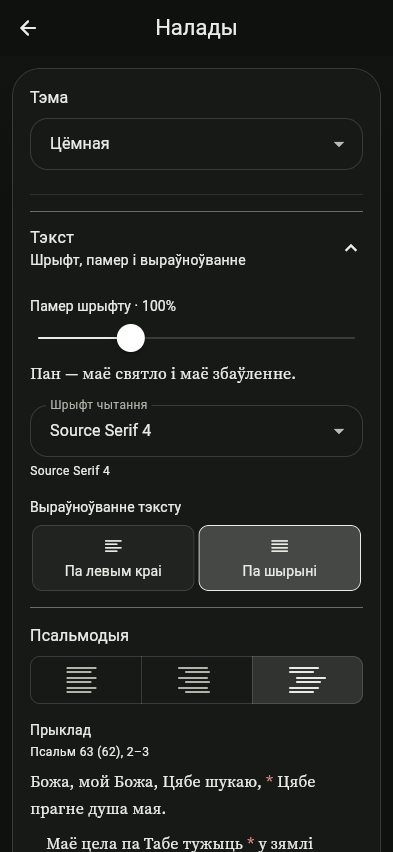 Налады
Тэма
Цёмная
Тэкст
Шрыфт, памер і выраўноўванне
Памер шрыфту · 100%
Пан — маё святло і маё збаўленне.
Шрыфт чытання
Source Serif 4
Source Serif 4
Выраўноўванне тэксту
Па левым краі
Па шырыні
Псальмодыя
Прыклад
Псальм 63 (62), 2–3
Божа, мой Божа, Цябе шукаю, * Цябе
прагне душа мая.
Маё цела па Табе тужыць * у зямлі